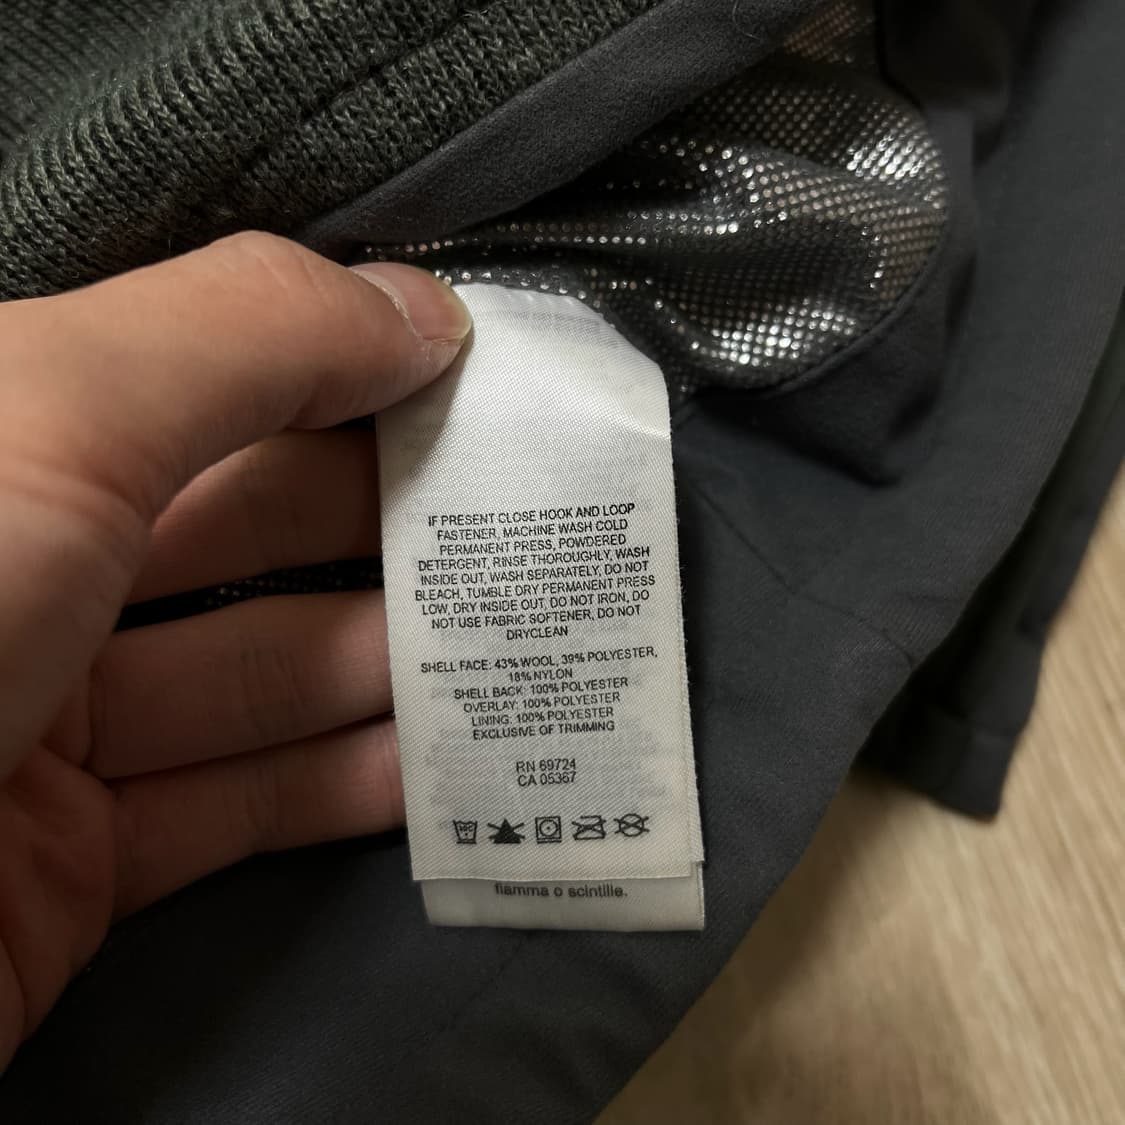 IF PRESENT CLOSE HOOK AND LOOP
FASTENER, MACHINE WASH COLD
PERMANENT PRESS, POWDERED
DETERGENT, RINSE THOROUGHLY, WASH
INSIDE OUT, WASH SEPARATELY, DO NOT
BLEACH, TUMBLE DRY PERMANENT PRESS
LOW, DRY INSIDE OUT, DO NOT IRON, DO
NOT USE FABRIC SOFTENER, DO NOT
DRYCLEAN
SHELL FACE: 43% WOOL, 39% POLYESTER,
18% NYLON
SHELL BACK: 100% POLYESTER
OVERLAY: 100% POLYESTER
LINING: 100% POLYESTER
EXCLUSIVE OF TRIMMING
RN 69724
CA 05367
30C
fiamma o scintille.